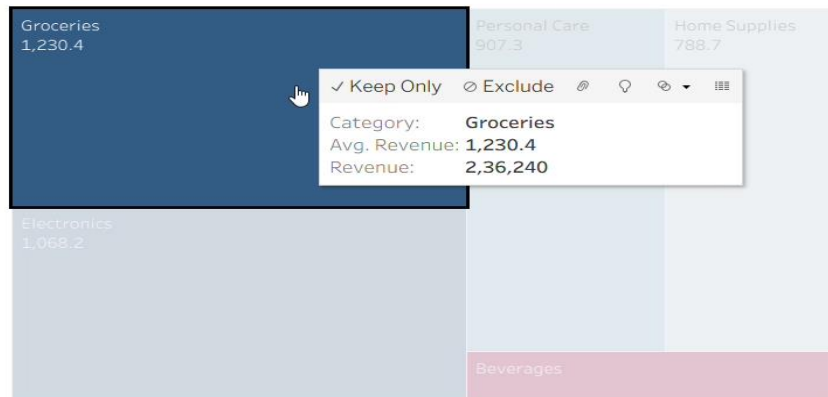 Groceries
1,230.4
Personal Care
907.3
Home Supplies
788.7
Keep Only Exclude
Category: Groceries
Avg. Revenue: 1,230.4
Revenue: 2,36,240
Electronics
1,068.2
Beverages